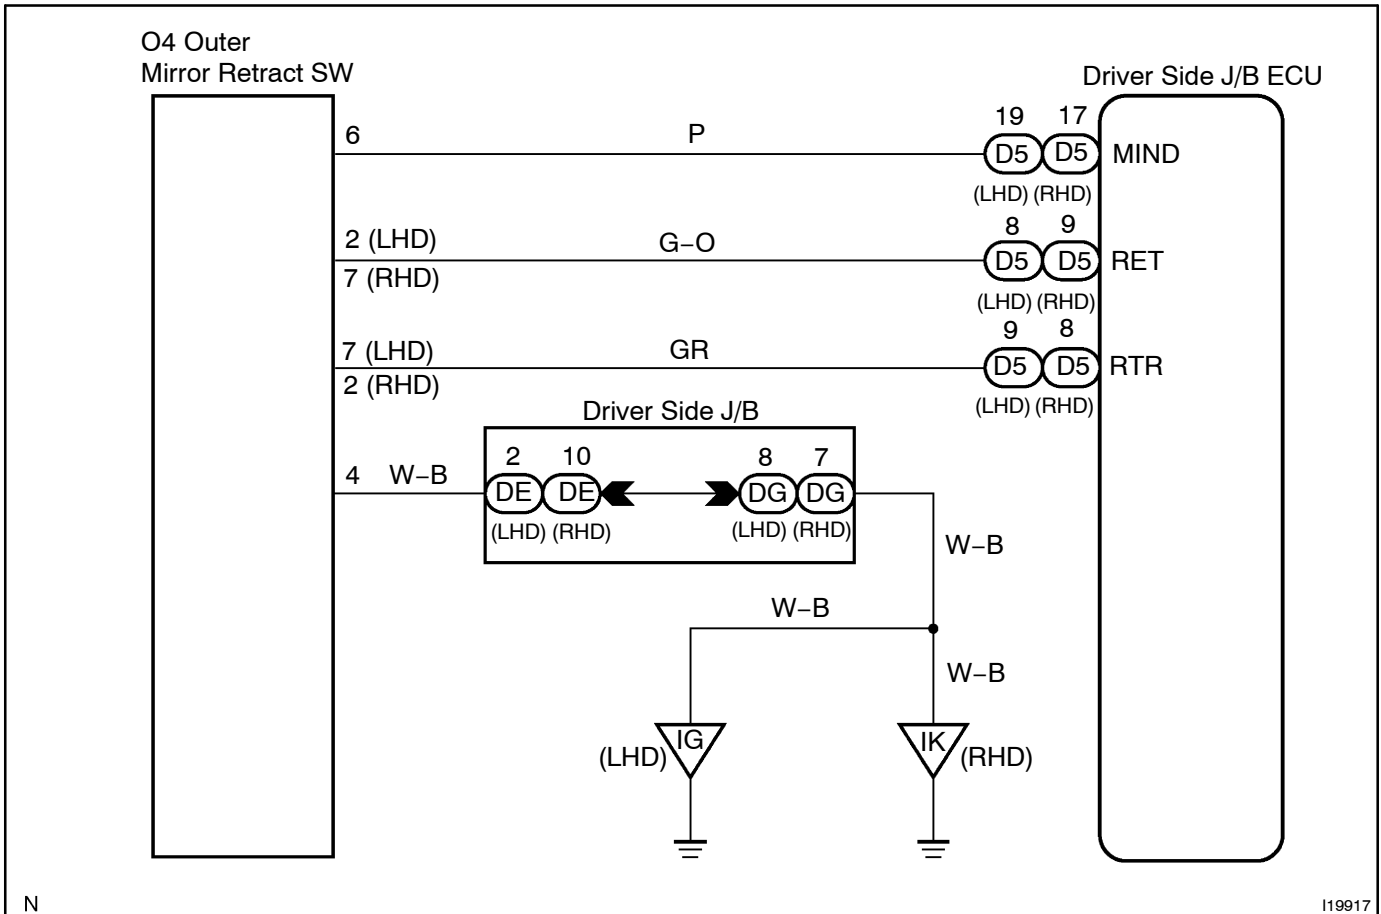 O4 Outer
Mirror Retract SW
Driver Side J/B ECU
6
P
19 17
D5 D5
MIND
(LHD) (RHD)
2 (LHD)
G–O
8 9
7 (RHD)
D5 D5
RET
(LHD) (RHD)
7 (LHD)
GR
9 8
2 (RHD)
D5 D5
RTR
(LHD) (RHD)
Driver Side J/B
4 W–B
2 10 8 7
DE DE DG DG
(LHD) (RHD) (LHD) (RHD)
W–B
W–B
W–B
(LHD) IG
IK (RHD)
N
I19917